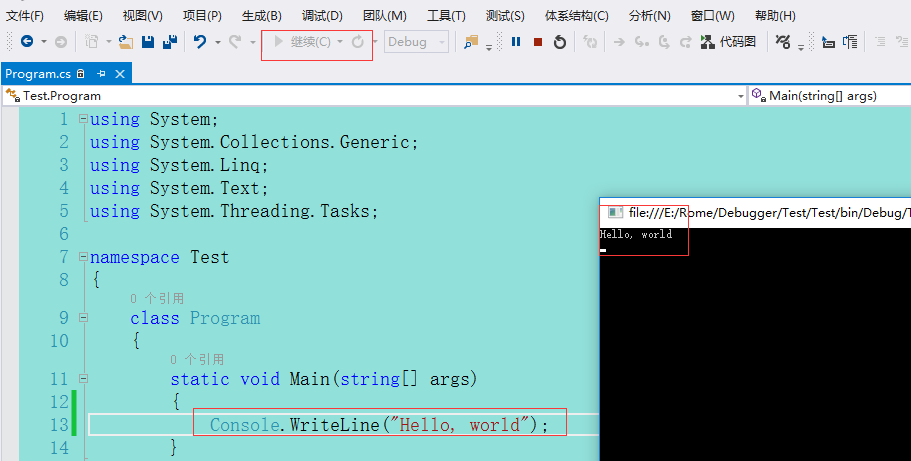 文件(F) 编辑(E) 视图(V) 项目(P) 生成(B) 调试(D) 团队(M) 工具(T) 测试(S) 体系结构(C) 分析(N) 窗口(W) 帮助(H)
继续(C) Debug 代码图
Program.cs
Test.Program Main(string[] args)
1 using System;
2 using System.Collections.Generic;
3 using System.Linq;
4 using System.Text;
5 using System.Threading.Tasks;
6
7 namespace Test
8 {
0 个引用
9 class Program
10 {
0 个引用
11 static void Main(string[] args)
12 {
13 Console.WriteLine("Hello, world");
14 }
file:///E:/Rome/Debugger/Test/Test/bin/Debug/T
Hello, world